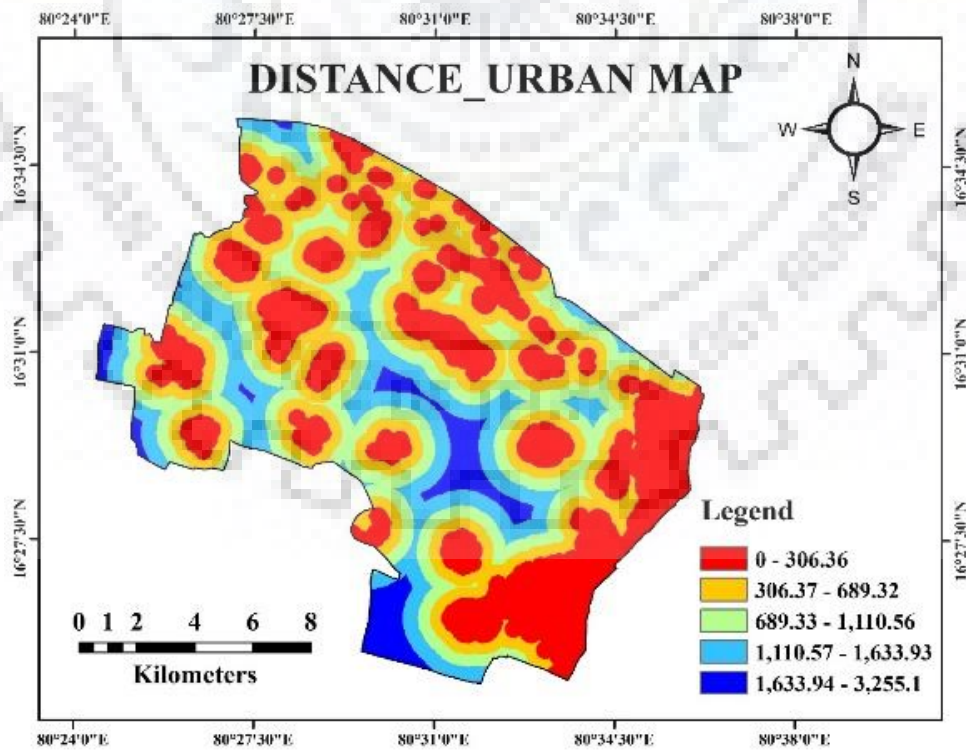 80°24'0"E 80°27'30"E 80°31'0"E 80°34'30"E 80°38'0"E
DISTANCE_URBAN MAP
N
W E
S
16°34'30"N 16°34'30"N
16°31'0"N 16°31'0"N
16°27'30"N 16°27'30"N
Legend
0 - 306.36
306.37 - 689.32
689.33 - 1,110.56
1,110.57 - 1,633.93
1,633.94 - 3,255.1
0 1 2 4 6 8
Kilometers
80°24'0"E 80°27'30"E 80°31'0"E 80°34'30"E 80°38'0"E